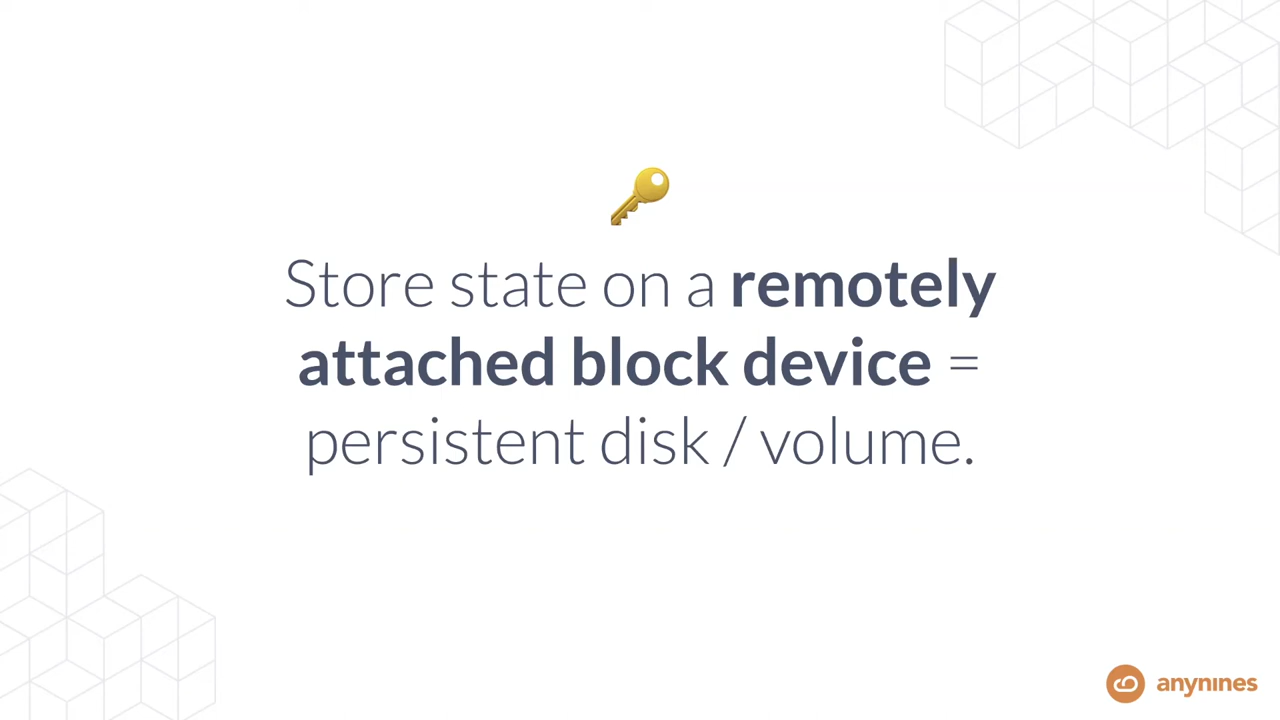 Store state on a remotely
attached block device =
persistent disk / volume.
anynines